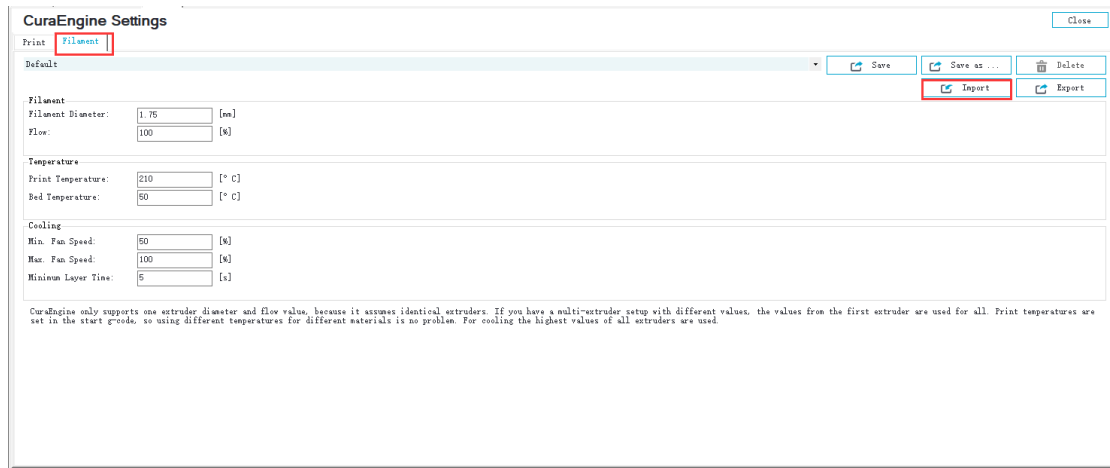 CuraEngine Settings
Close
Print Filament
Default
Save
Save as ...
Delete
Import
Export
Filament
Filament Diameter: 1.75 [mm]
Flow: 100 [%]
Temperature
Print Temperature: 210 [° C]
Bed Temperature: 50 [° C]
Cooling
Min. Fan Speed: 50 [%]
Max. Fan Speed: 100 [%]
Minimum Layer Time: 5 [s]
CuraEngine only supports one extruder diameter and flow value, because it assumes identical extruders. If you have a multi-extruder setup with different values, the values from the first extruder are used for all. Print temperatures are
set in the start g-code, so using different temperatures for different materials is no problem. For cooling the highest values of all extruders are used.